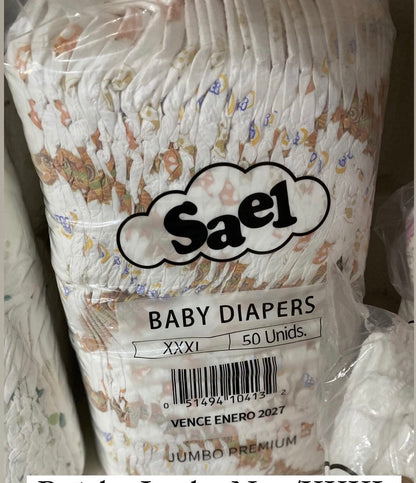 Sael
BABY DIAPERS
XXXL 50 Unids.
0 51494 10413 2
VENCE ENERO 2027
JUMBO PREMIUM